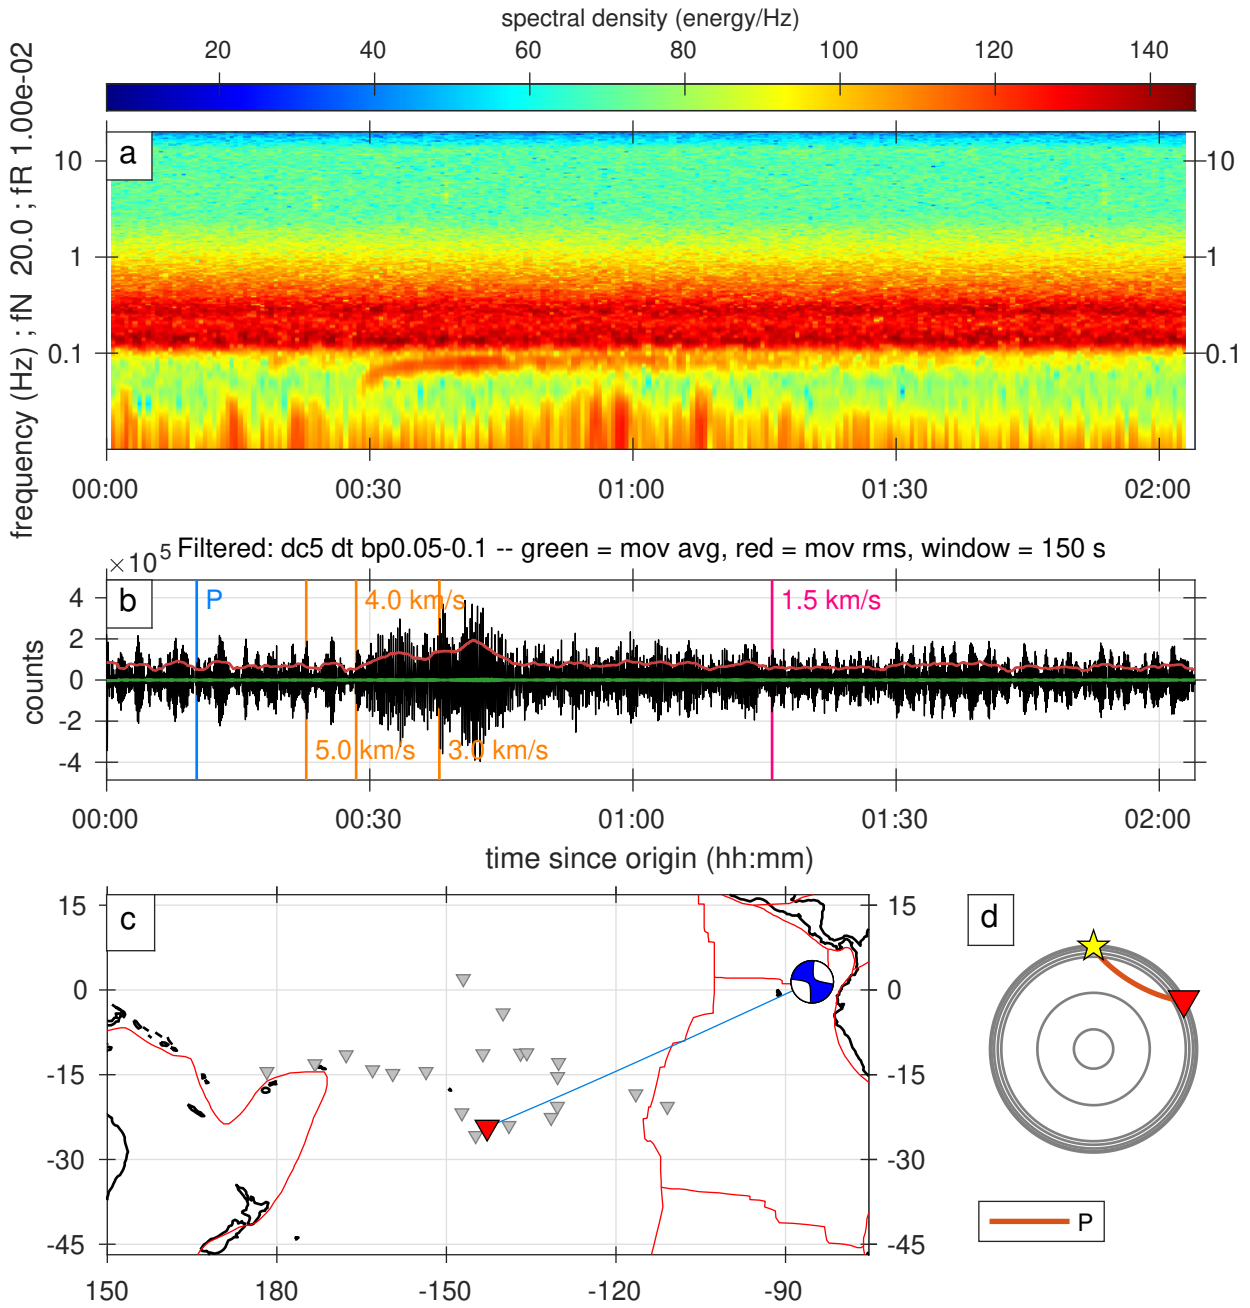 spectral density (energy/Hz)
20 40 60 80 100 120 140
frequency (Hz) ; fN 20.0 ; fR 1.00e-02
a
10 10
1 1
0.1 0.1
00:00 00:30 01:00 01:30 02:00
×10^5 Filtered: dc5 dt bp0.05-0.1 -- green = mov avg, red = mov rms, window = 150 s
b
P 4.0 km/s 1.5 km/s
5.0 km/s 3.0 km/s
counts
4
2
0
-2
-4
00:00 00:30 01:00 01:30 02:00
time since origin (hh:mm)
c
d
15 15
0 0
-15 -15
-30 -30
-45 -45
150 180 -150 -120 -90
P